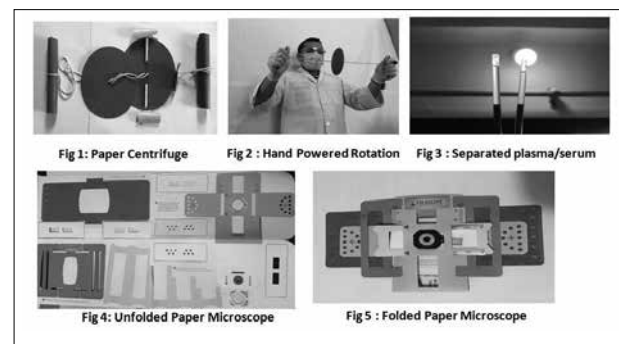 Fig 1: Paper Centrifuge
Fig 2 : Hand Powered Rotation
Fig 3 : Separated plasma/serum
Fig 4: Unfolded Paper Microscope
Fig 5 : Folded Paper Microscope